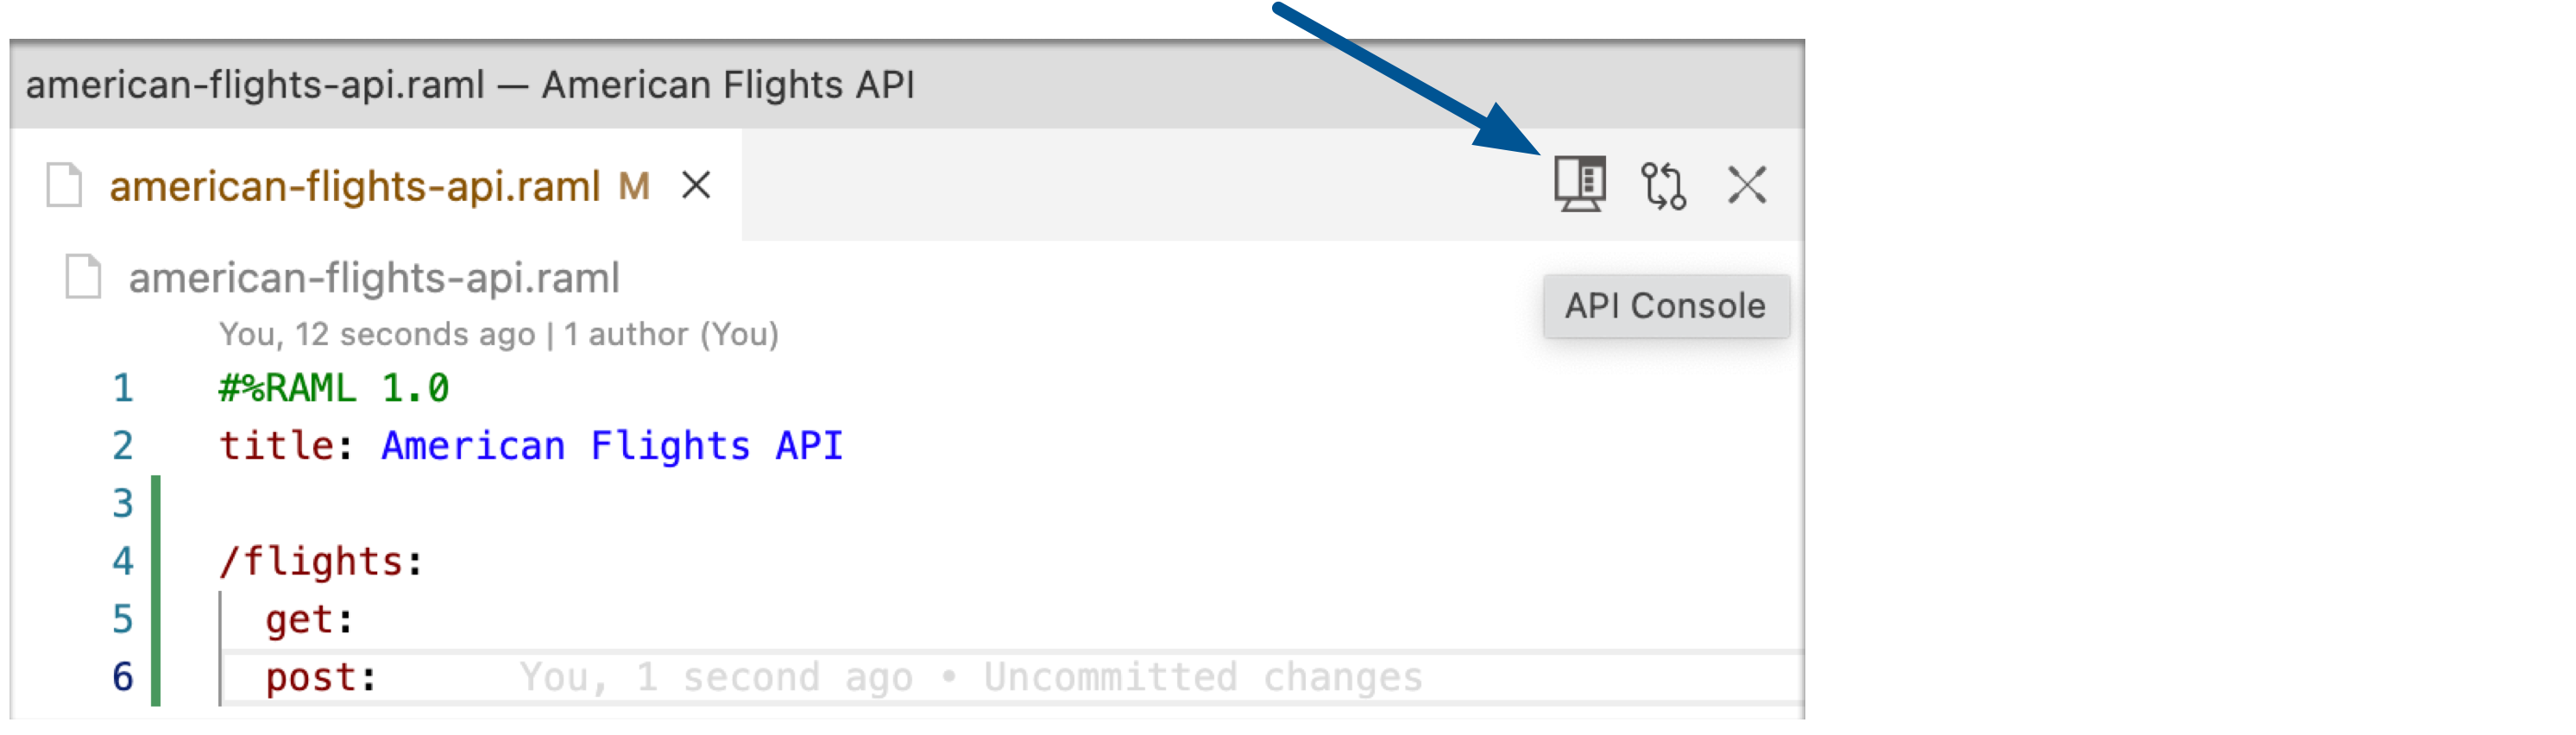 american-flights-api.raml — American Flights API
american-flights-api.raml M
american-flights-api.raml
API Console
You, 12 seconds ago | 1 author (You)
1 #%RAML 1.0
2 title: American Flights API
3
4 /flights:
5 get:
6 post: You, 1 second ago • Uncommitted changes